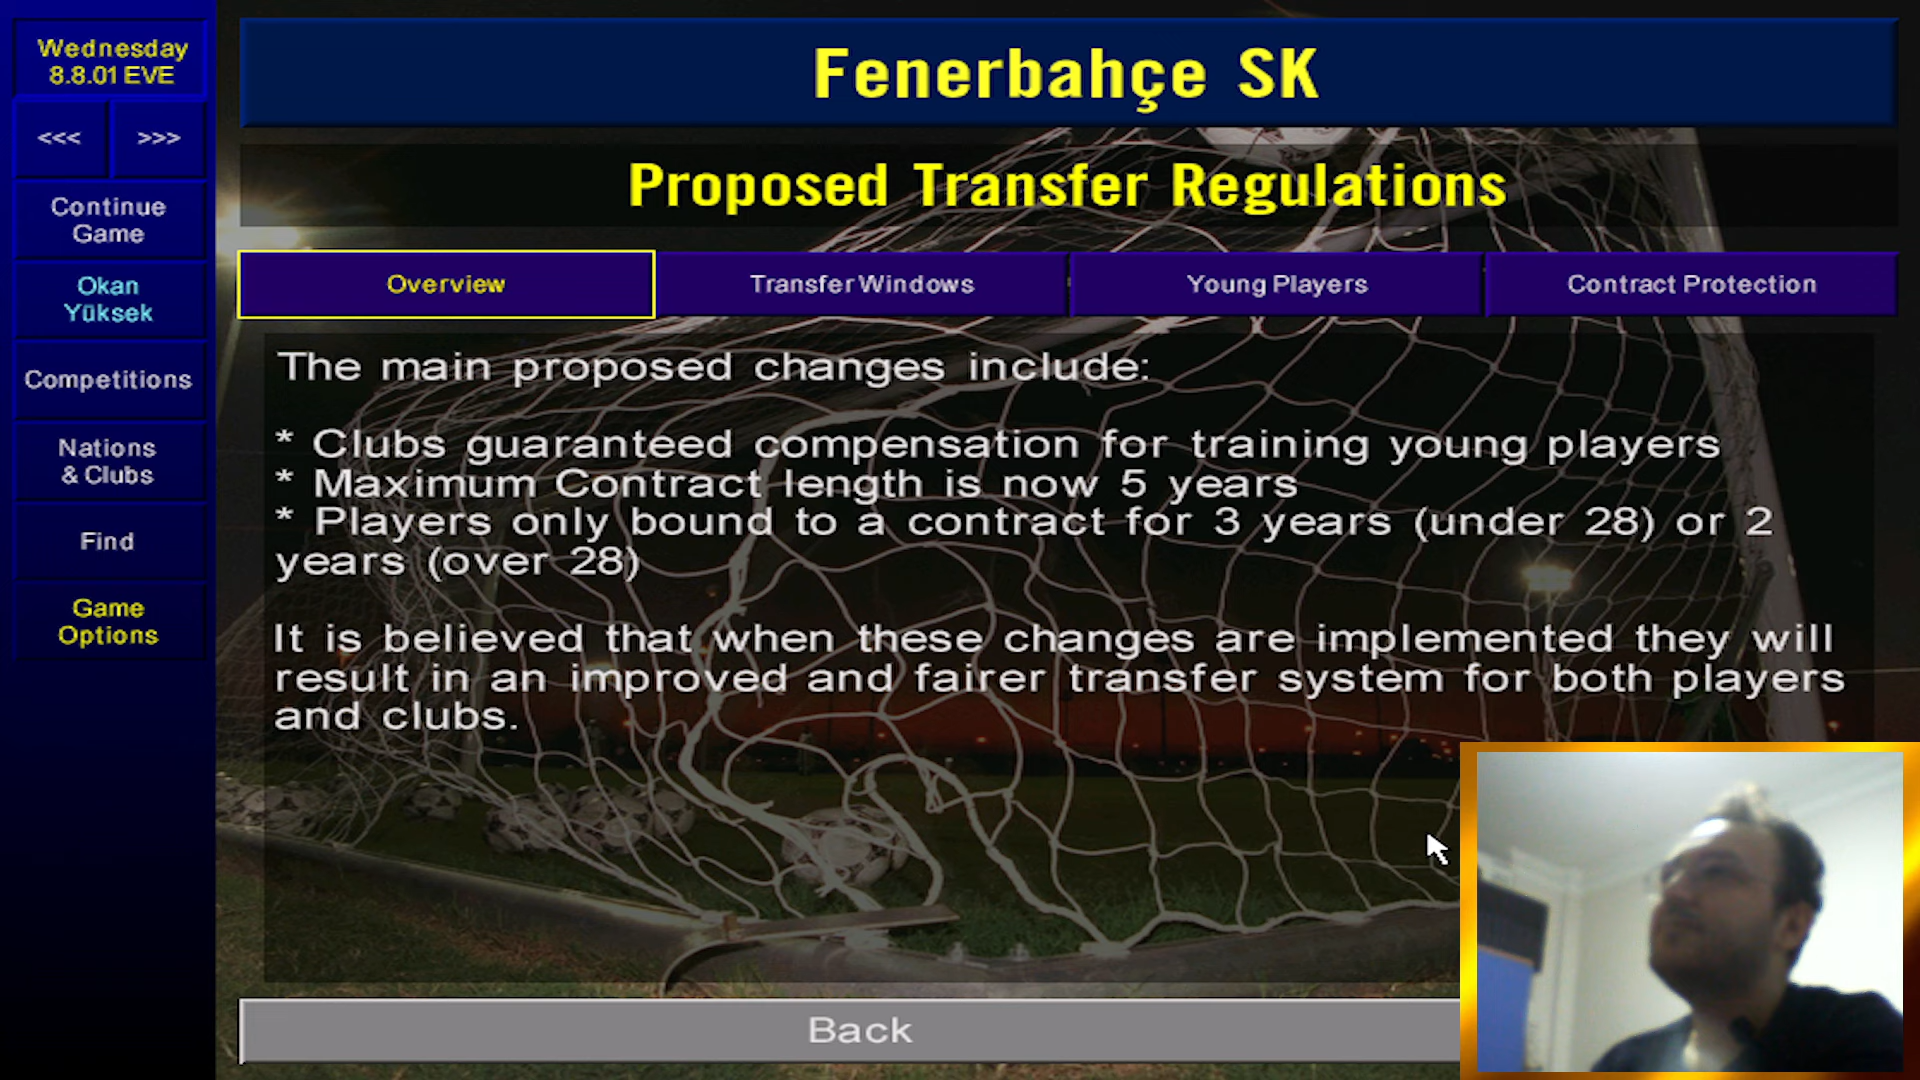 Wednesday
8.8.01 EVE
<<<
>>>
Continue
Game
Okan
Yüksek
Competitions
Nations
& Clubs
Find
Game
Options
Fenerbahçe SK
Proposed Transfer Regulations
Overview
Transfer Windows
Young Players
Contract Protection
The main proposed changes include:
* Clubs guaranteed compensation for training young players
* Maximum Contract length is now 5 years
* Players only bound to a contract for 3 years (under 28) or 2
years (over 28)
It is believed that when these changes are implemented they will
result in an improved and fairer transfer system for both players
and clubs.
Back